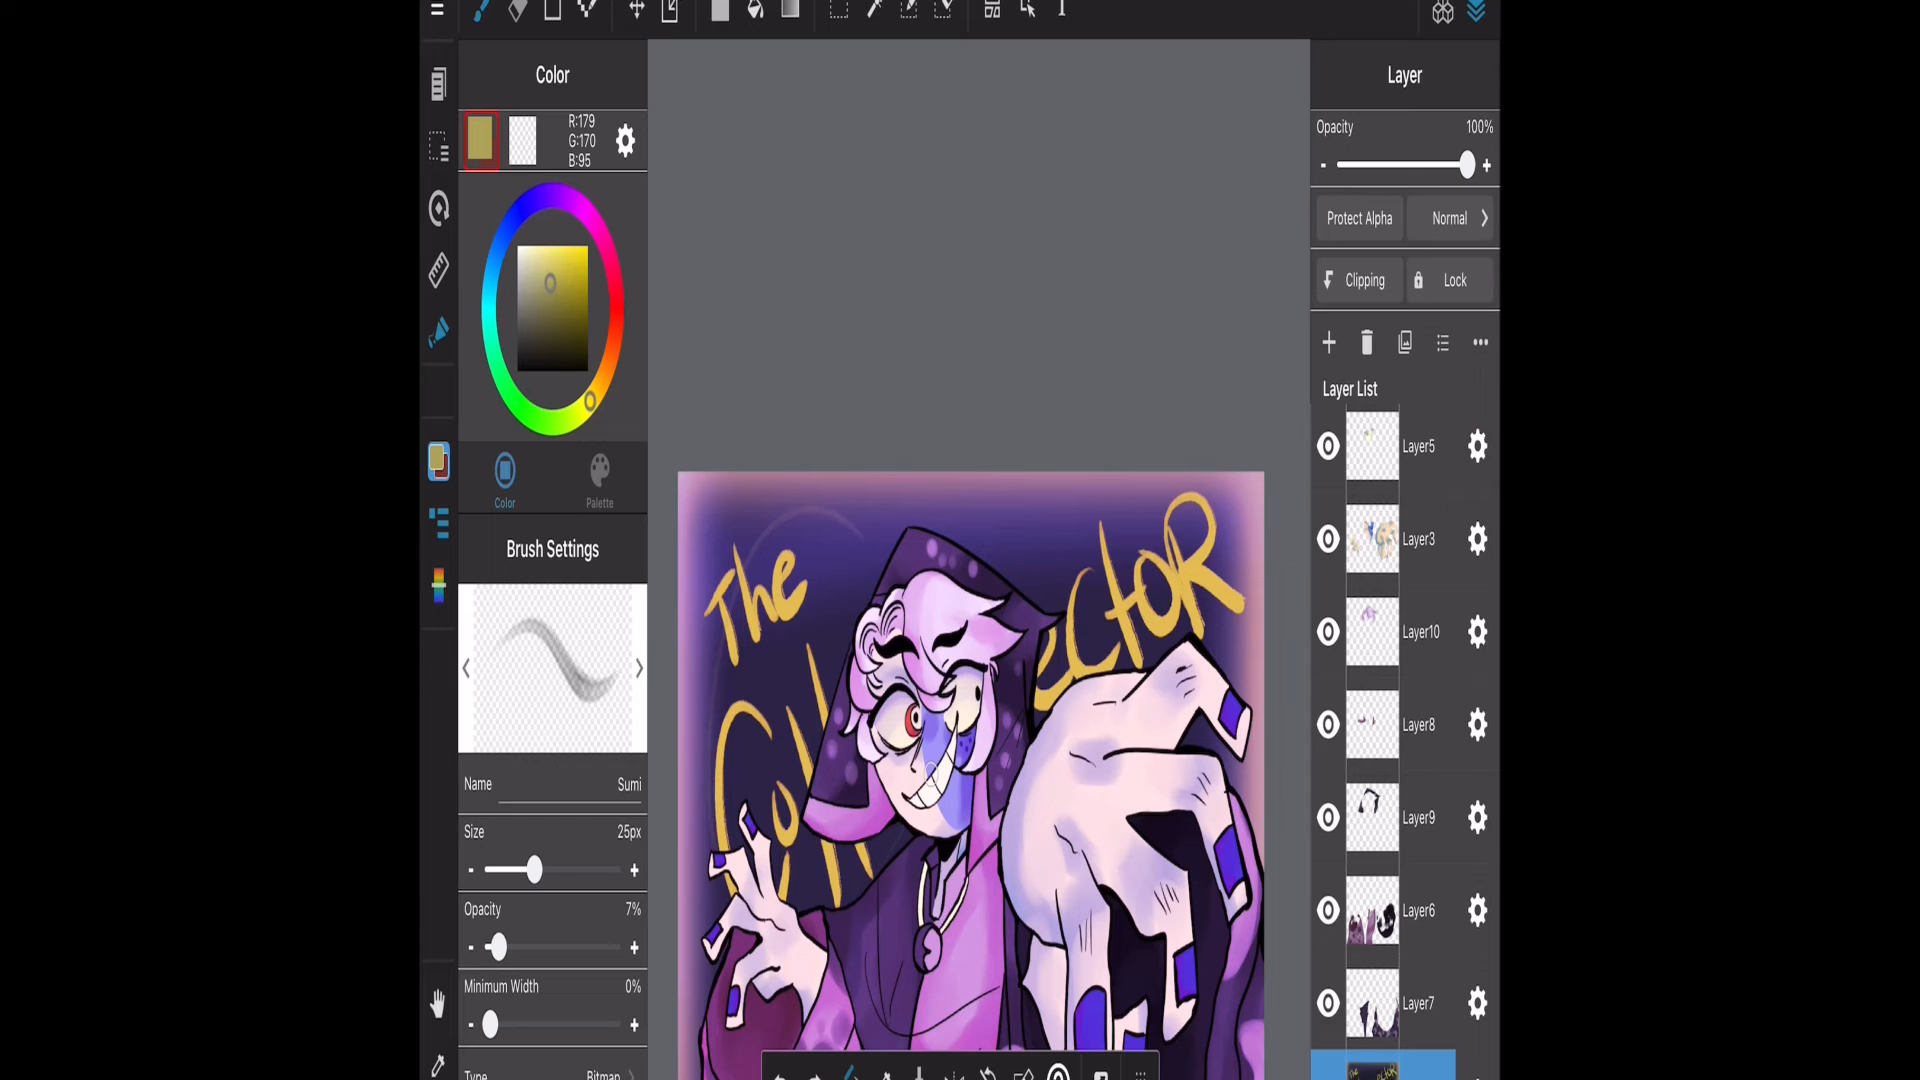 Color
Layer
R:179
G:170
B:95
Opacity 100%
Protect Alpha
Normal
Clipping
Lock
Layer List
Color
Palette
Brush Settings
Layer5
Layer3
Layer10
Layer8
Layer9
Layer6
Layer7
Name Sumi
Size 25px
Opacity 7%
Minimum Width 0%
Type Bitmap
The
ector